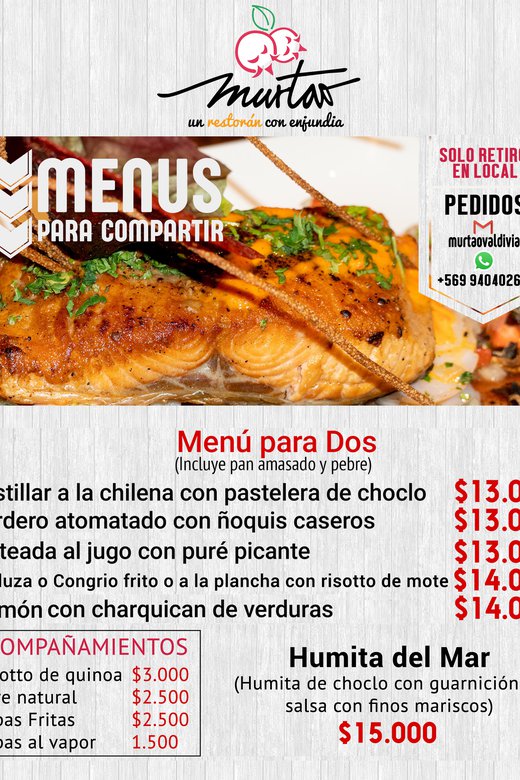 murtao
un restorán con enjundia
MENUS
PARA COMPARTIR
SOLO RETIRO
EN LOCAL
PEDIDOS
murtaovaldivia
+569 9404026
Menú para Dos
(Incluye pan amasado y pebre)
stillar a la chilena con pastelera de choclo $13.0
rdero atomatado con ñoquis caseros $13.0
teada al jugo con puré picante $13.0
luza o Congrio frito o a la plancha con risotto de mote $14.0
món con charquican de verduras $14.0
COMPAÑAMIENTOS
otto de quinoa $3.000
re natural $2.500
pas Fritas $2.500
pas al vapor 1.500
Humita del Mar
(Humita de choclo con guarnición
salsa con finos mariscos)
$15.000